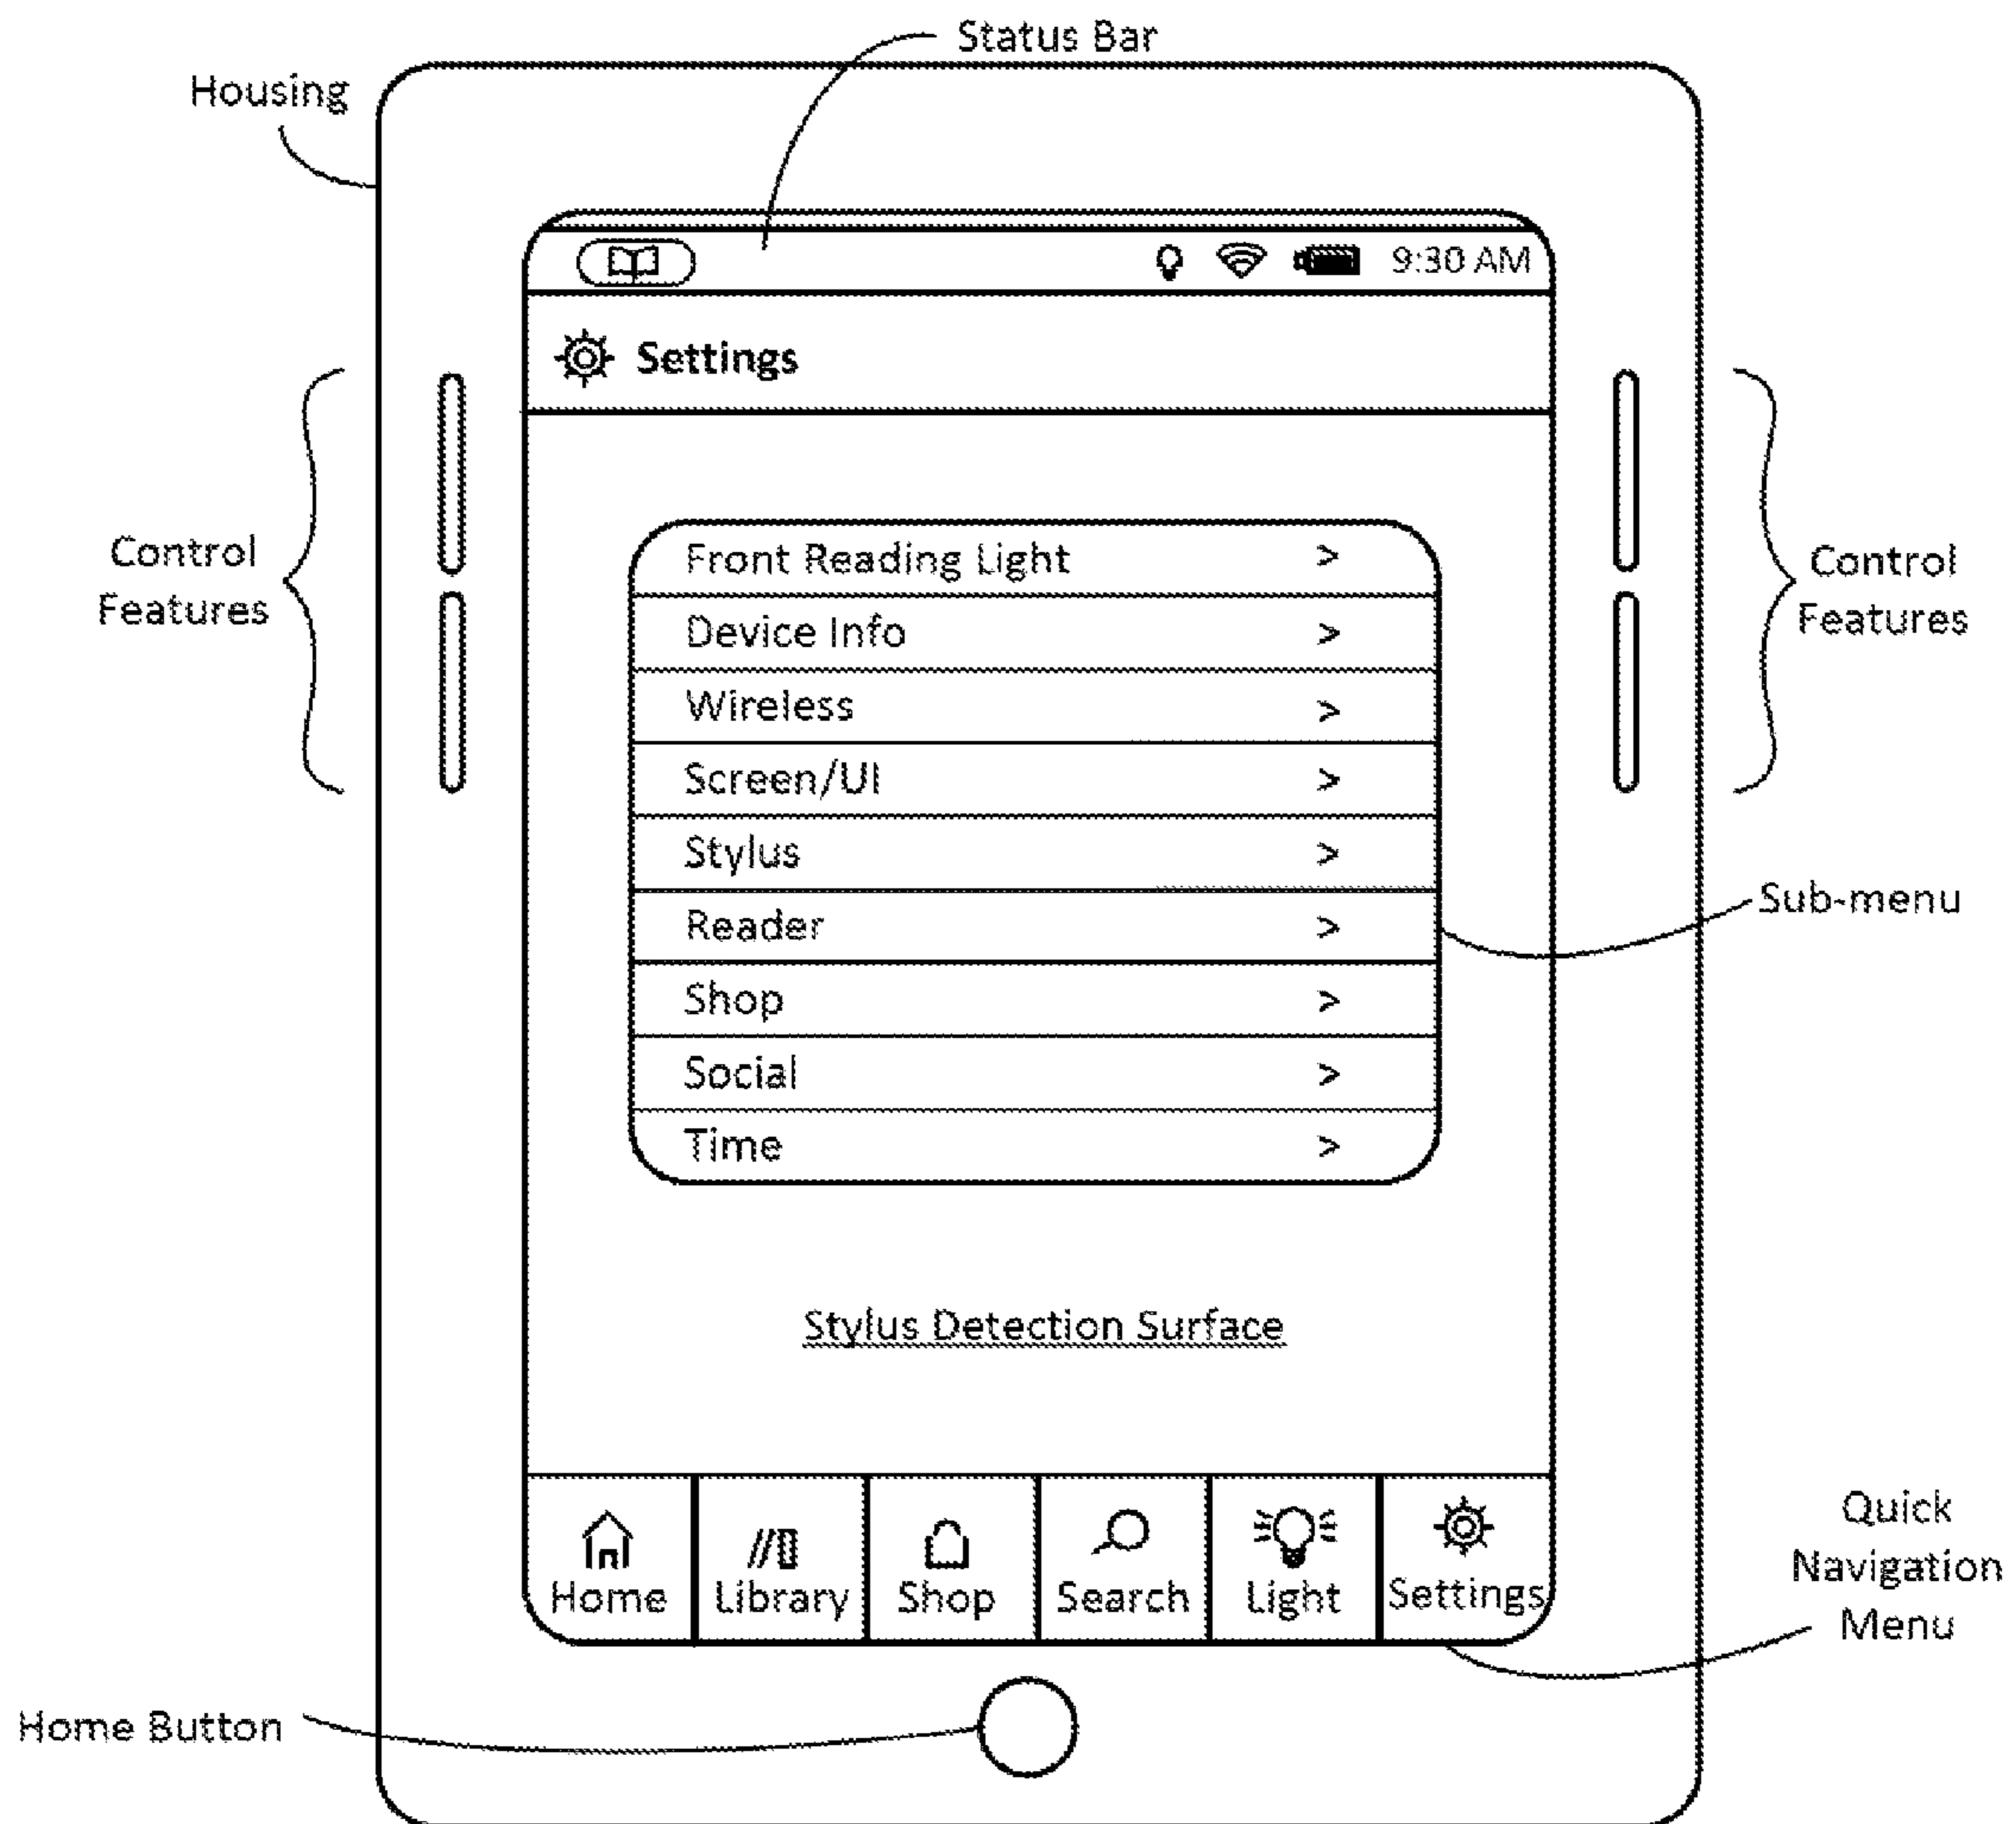 Status Bar
Housing
9:30 AM
Settings
Control
Features
Control
Features
Front Reading Light >
Device Info >
Wireless >
Screen/UI >
Stylus >
Reader >
Shop >
Social >
Time >
Sub-menu
Stylus Detection Surface
Home
Library
Shop
Search
Light
Settings
Quick
Navigation
Menu
Home Button